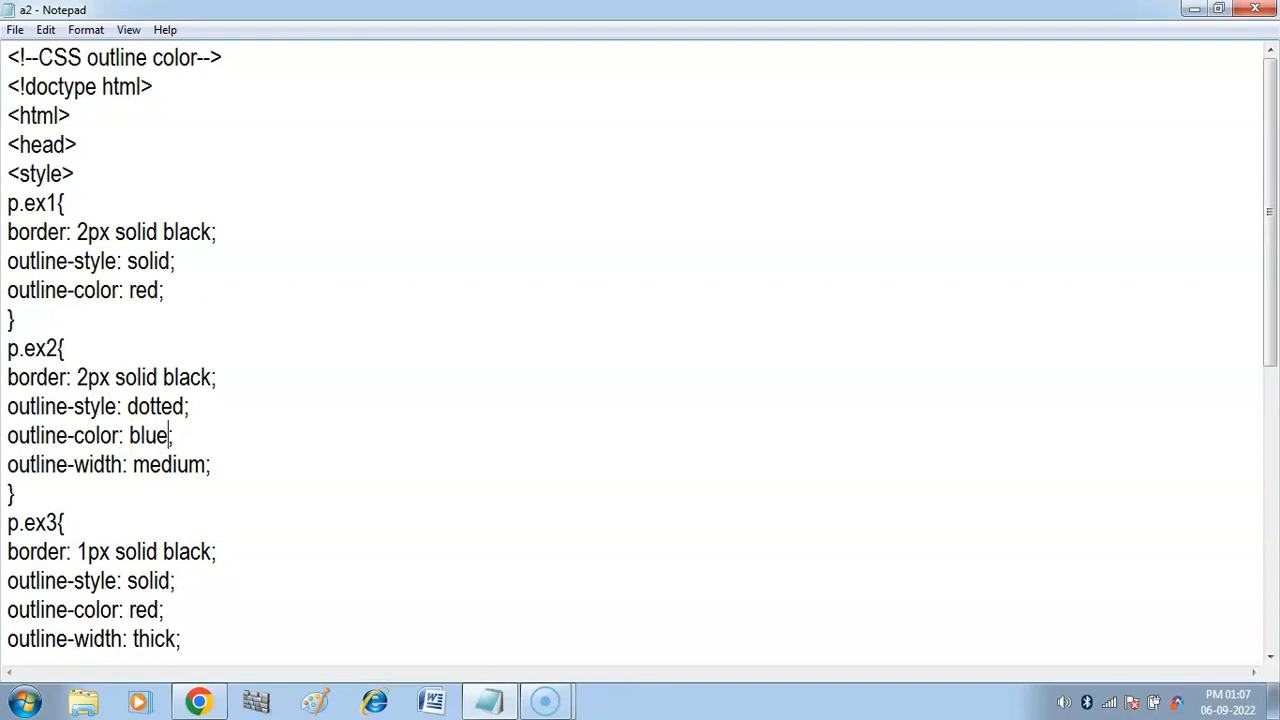 a2 - Notepad
File Edit Format View Help
<!--CSS outline color-->
<!doctype html>
<html>
<head>
<style>
p.ex1{
border: 2px solid black;
outline-style: solid;
outline-color: red;
}
p.ex2{
border: 2px solid black;
outline-style: dotted;
outline-color: blue;
outline-width: medium;
}
p.ex3{
border: 1px solid black;
outline-style: solid;
outline-color: red;
outline-width: thick;
PM 01:07
06-09-2022